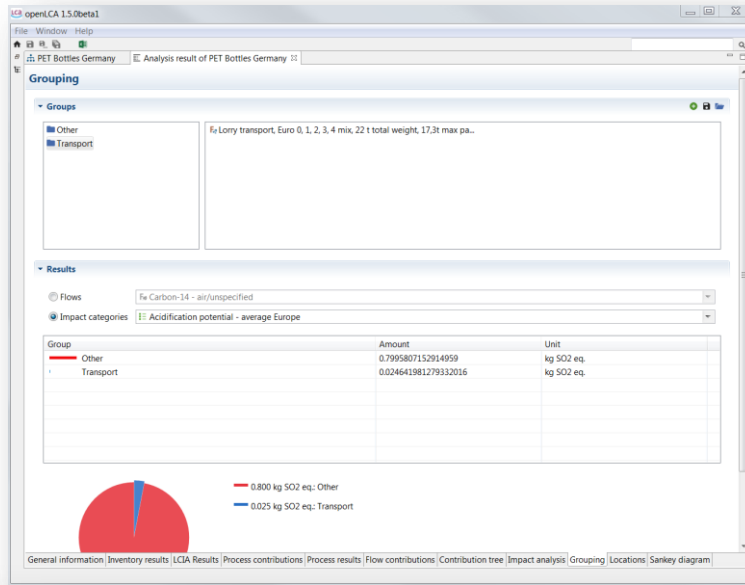 LCA openLCA 1.5.0beta1
File Window Help
PET Bottles Germany Analysis result of PET Bottles Germany
Grouping
Groups
Other
Transport
Lorry transport, Euro 0, 1, 2, 3, 4 mix, 22 t total weight, 17,3t max pa...
Results
Flows Carbon-14 - air/unspecified
Impact categories Acidification potential - average Europe
Group Amount Unit
Other 0.7995807152914959 kg SO2 eq.
Transport 0.024641981279332016 kg SO2 eq.
0.800 kg SO2 eq.: Other
0.025 kg SO2 eq.: Transport
General information Inventory results LCIA Results Process contributions Process results Flow contributions Contribution tree Impact analysis Grouping Locations Sankey diagram